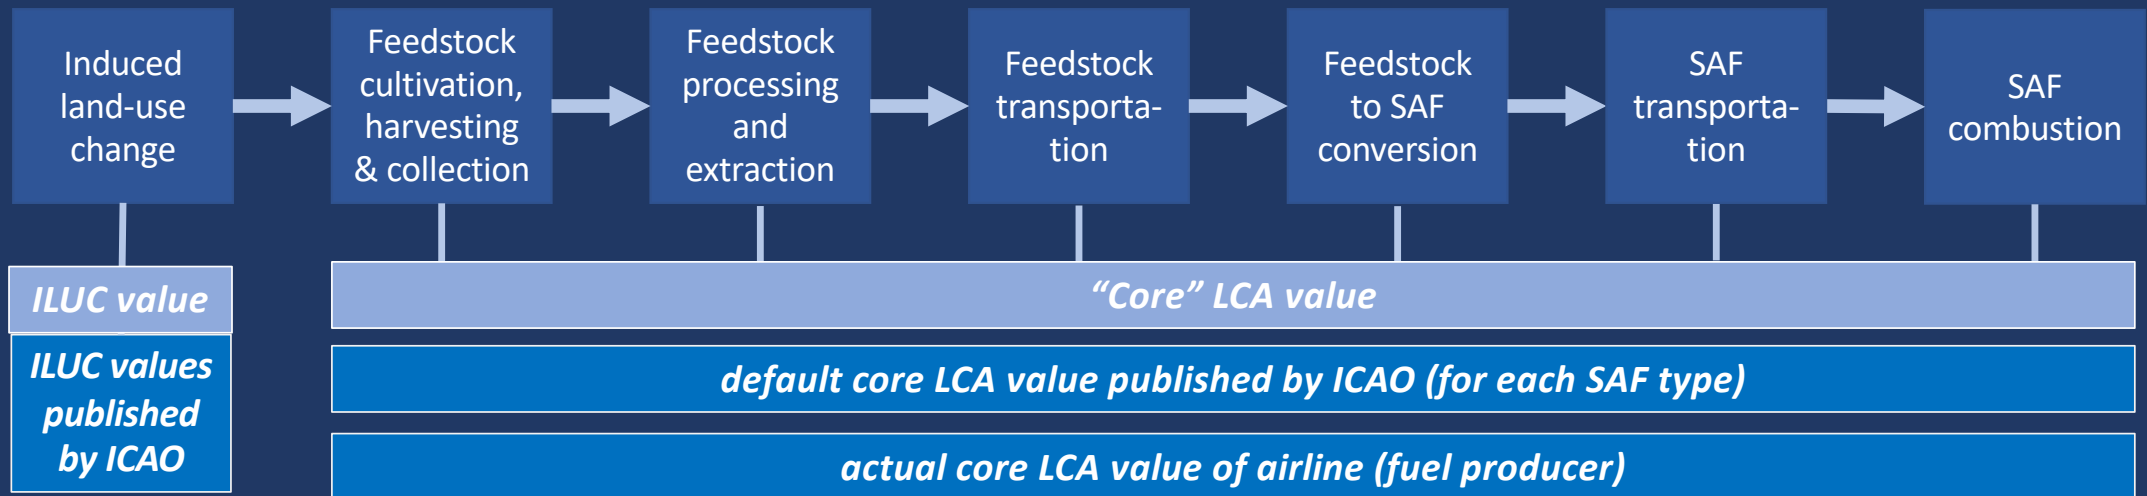 Induced
land-use
change
Feedstock
cultivation,
harvesting
& collection
Feedstock
processing
and
extraction
Feedstock
transporta-
tion
Feedstock
to SAF
conversion
SAF
transporta-
tion
SAF
combustion
ILUC value
“Core” LCA value
ILUC values
published
by ICAO
default core LCA value published by ICAO (for each SAF type)
actual core LCA value of airline (fuel producer)